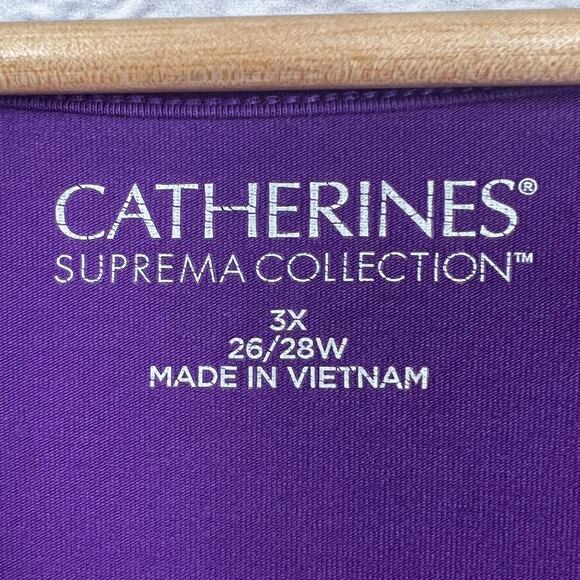 CATHERINES®
SUPREMA COLLECTION™
3X
26/28W
MADE IN VIETNAM